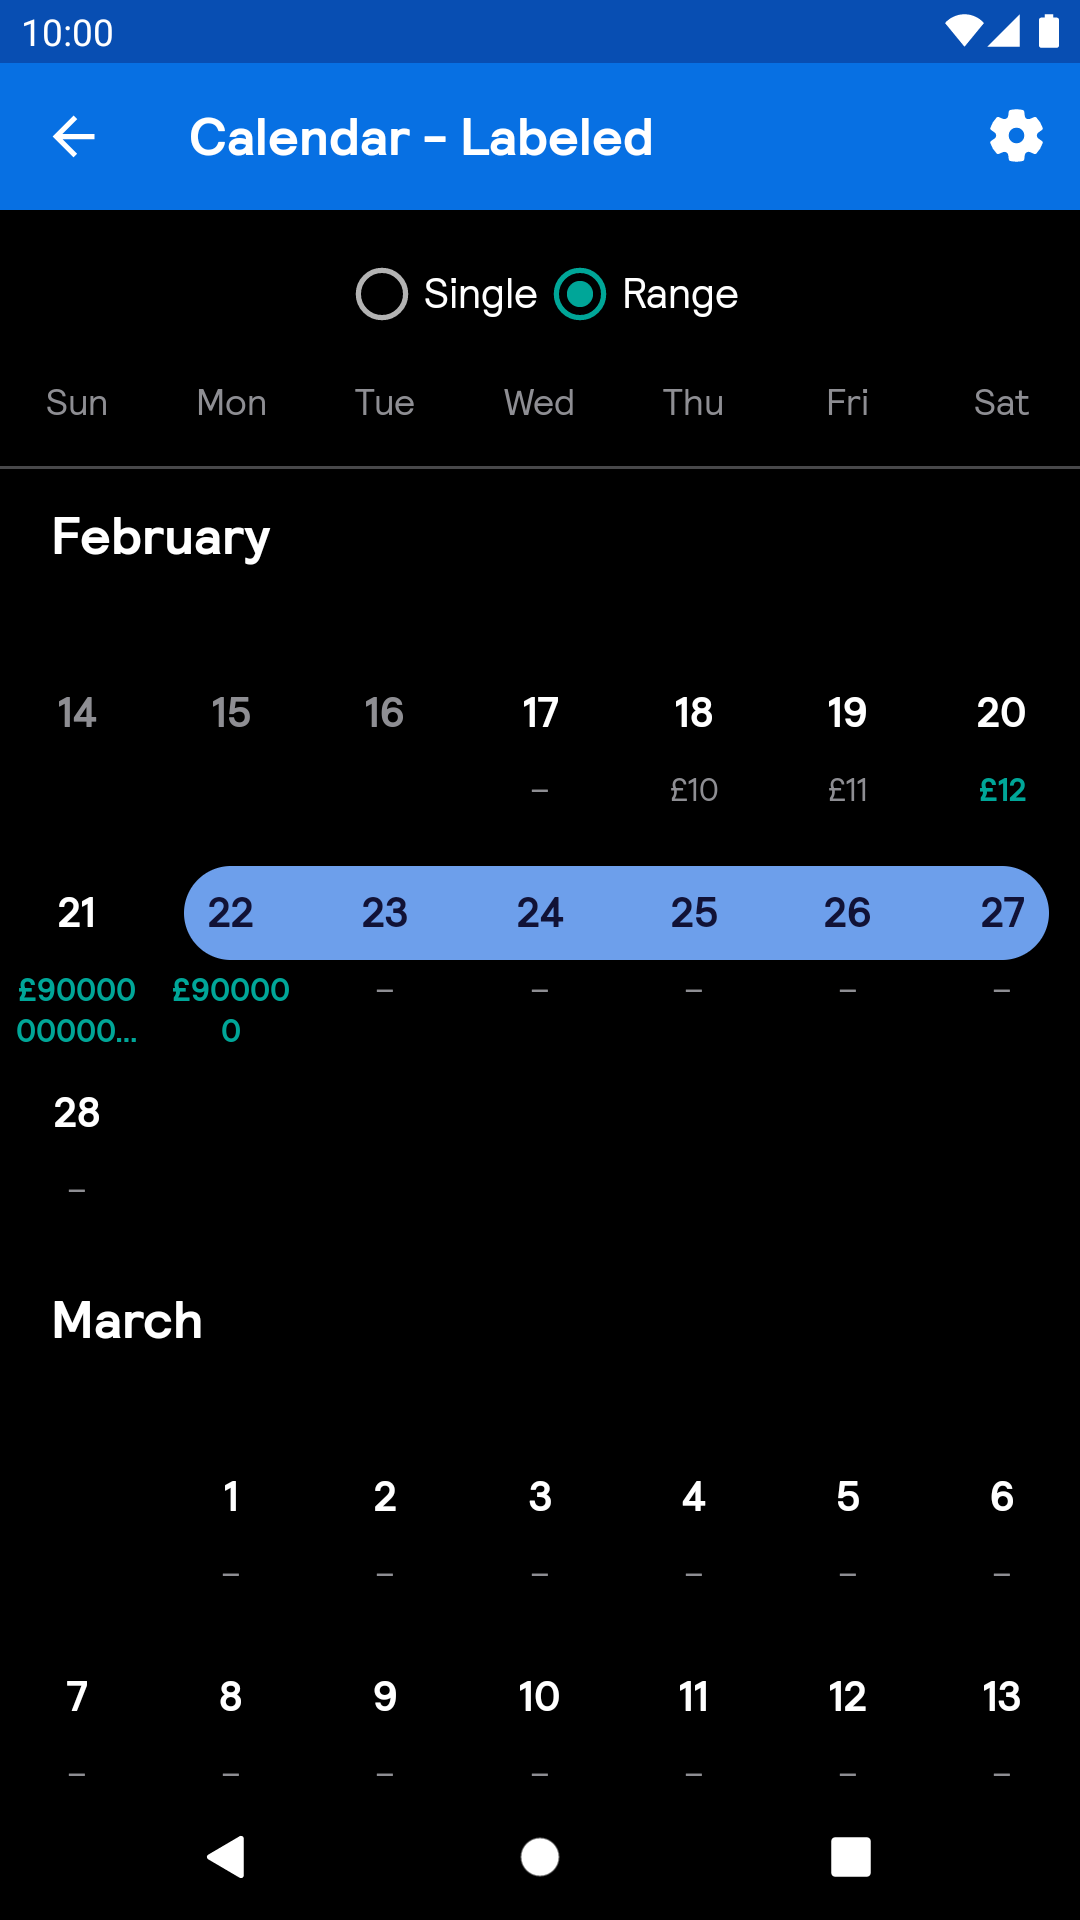 10:00
Calendar - Labeled
Single Range
Sun Mon Tue Wed Thu Fri Sat
February
14 15 16 17 18 19 20
– £10 £11 £12
21 22 23 24 25 26 27
£90000 £90000 – – – – –
00000... 0
28
–
March
1 2 3 4 5 6
– – – – – –
7 8 9 10 11 12 13
– – – – – – –